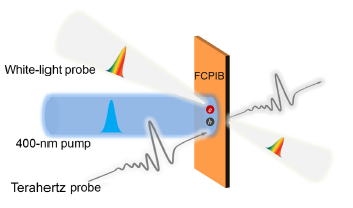 FCPIB
White-light probe
e
h
400-nm pump
Terahertz probe